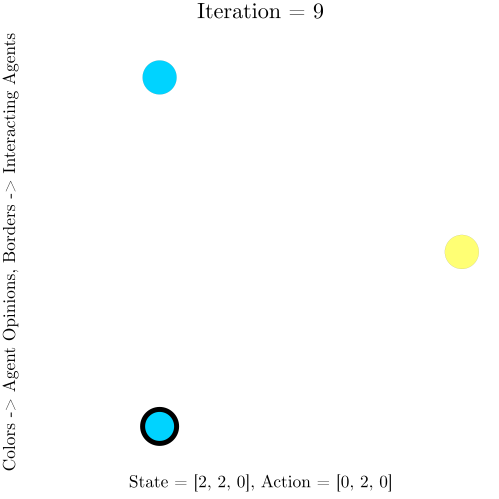 Iteration = 9
Colors -> Agent Opinions, Borders -> Interacting Agents
State = [2, 2, 0], Action = [0, 2, 0]